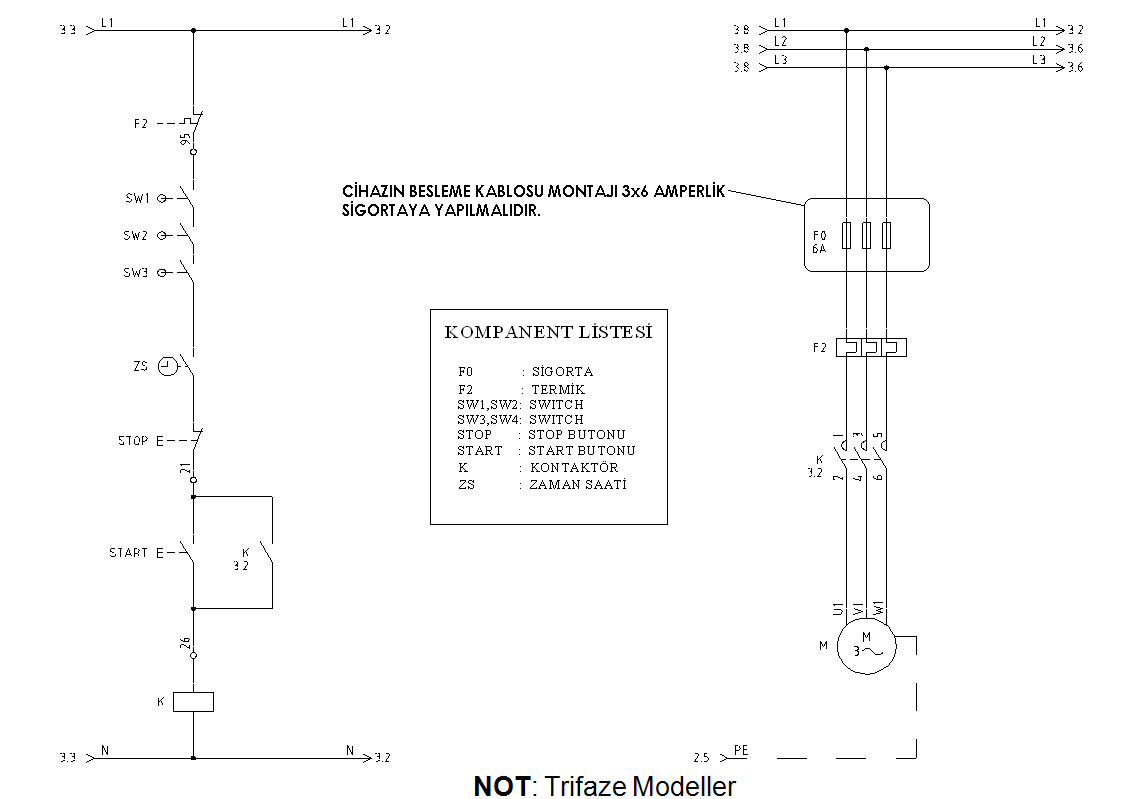 3.3 L1 L1 3.2
F2
95
SW1
SW2
SW3
ZS
STOP E
21
START E
K
3.2
26
K
3.3 N N 3.2
CİHAZIN BESLEME KABLOSU MONTAJI 3x6 AMPERLİK
SİGORTAYA YAPILMALIDIR.
KOMPANENT LİSTESİ
F0 : SİGORTA
F2 : TERMİK
SW1,SW2: SWITCH
SW3,SW4: SWITCH
STOP : STOP BUTONU
START : START BUTONU
K : KONTAKTÖR
ZS : ZAMAN SAATİ
3.8 L1 L1 3.2
3.8 L2 L2 3.6
3.8 L3 L3 3.6
F0
6A
F2
1 3 5
K
3.2
2 4 6
U1 V1 W1
M
M
3
2.5 PE
NOT: Trifaze Modeller